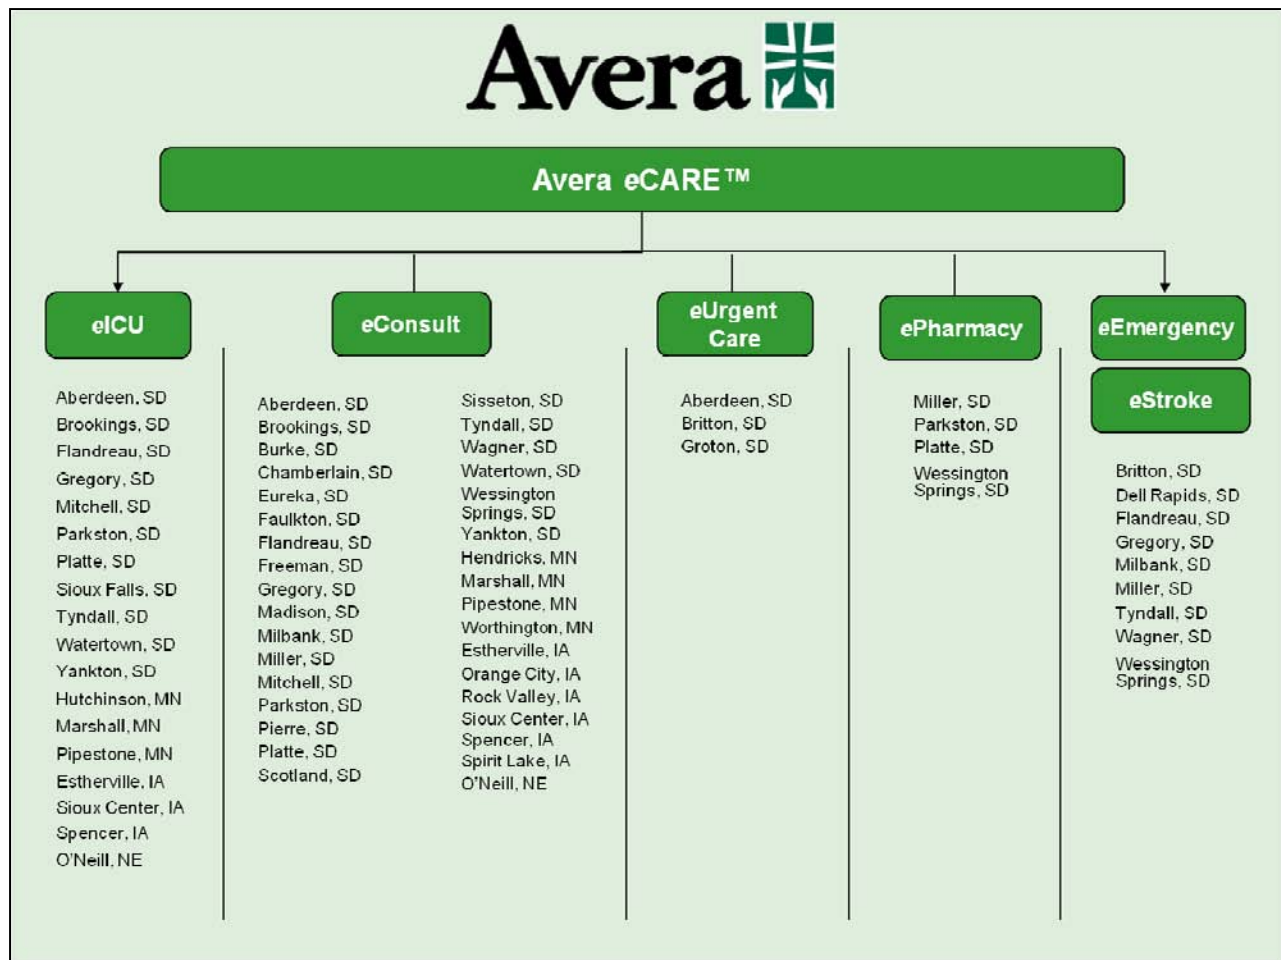 Avera
Avera eCARE™
eICU
Aberdeen, SD
Brookings, SD
Flandreau, SD
Gregory, SD
Mitchell, SD
Parkston, SD
Platte, SD
Sioux Falls, SD
Tyndall, SD
Watertown, SD
Yankton, SD
Hutchinson, MN
Marshall, MN
Pipestone, MN
Estherville, IA
Sioux Center, IA
Spencer, IA
O'Neill, NE
eConsult
Aberdeen, SD
Brookings, SD
Burke, SD
Chamberlain, SD
Eureka, SD
Faulkton, SD
Flandreau, SD
Freeman, SD
Gregory, SD
Madison, SD
Milbank, SD
Miller, SD
Mitchell, SD
Parkston, SD
Pierre, SD
Platte, SD
Scotland, SD
Sisseton, SD
Tyndall, SD
Wagner, SD
Watertown, SD
Wessington
Springs, SD
Yankton, SD
Hendricks, MN
Marshall, MN
Pipestone, MN
Worthington, MN
Estherville, IA
Orange City, IA
Rock Valley, IA
Sioux Center, IA
Spencer, IA
Spirit Lake, IA
O'Neill, NE
eUrgent
Care
Aberdeen, SD
Britton, SD
Groton, SD
ePharmacy
Miller, SD
Parkston, SD
Platte, SD
Wessington
Springs, SD
eEmergency
eStroke
Britton, SD
Dell Rapids, SD
Flandreau, SD
Gregory, SD
Milbank, SD
Miller, SD
Tyndall, SD
Wagner, SD
Wessington
Springs, SD